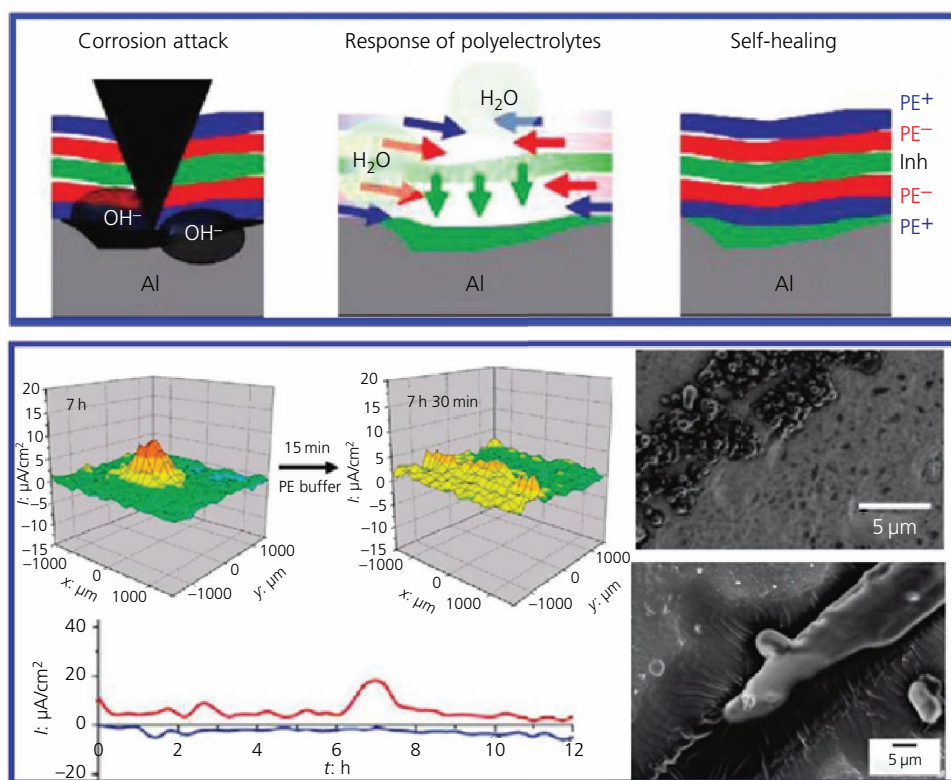 Corrosion attack
Response of polyelectrolytes
Self-healing
H₂O
H₂O
OH⁻
OH⁻
Al
Al
Al
PE⁺
PE⁻
Inh
PE⁻
PE⁺
20
15
10
5
0
−5
−10
−15
I: µA/cm²
7 h
−1000
0
1000
x: µm
−1000
0
1000
y: µm
15 min
PE buffer
20
15
10
5
0
−5
−10
−15
I: µA/cm²
7 h 30 min
−1000
0
1000
x: µm
−1000
0
1000
y: µm
5 µm
40
20
0
−20
I: µA/cm²
0 2 4 6 8 10 12
t: h
5 µm